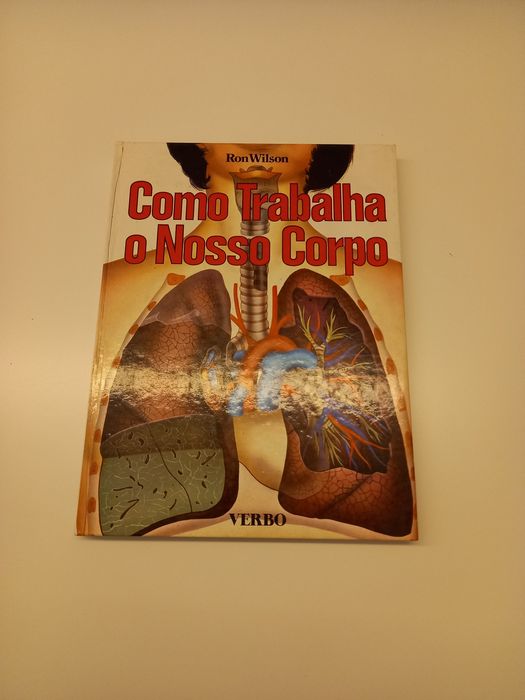 Ron Wilson
Como Trabalha
o Nosso Corpo
VERBO